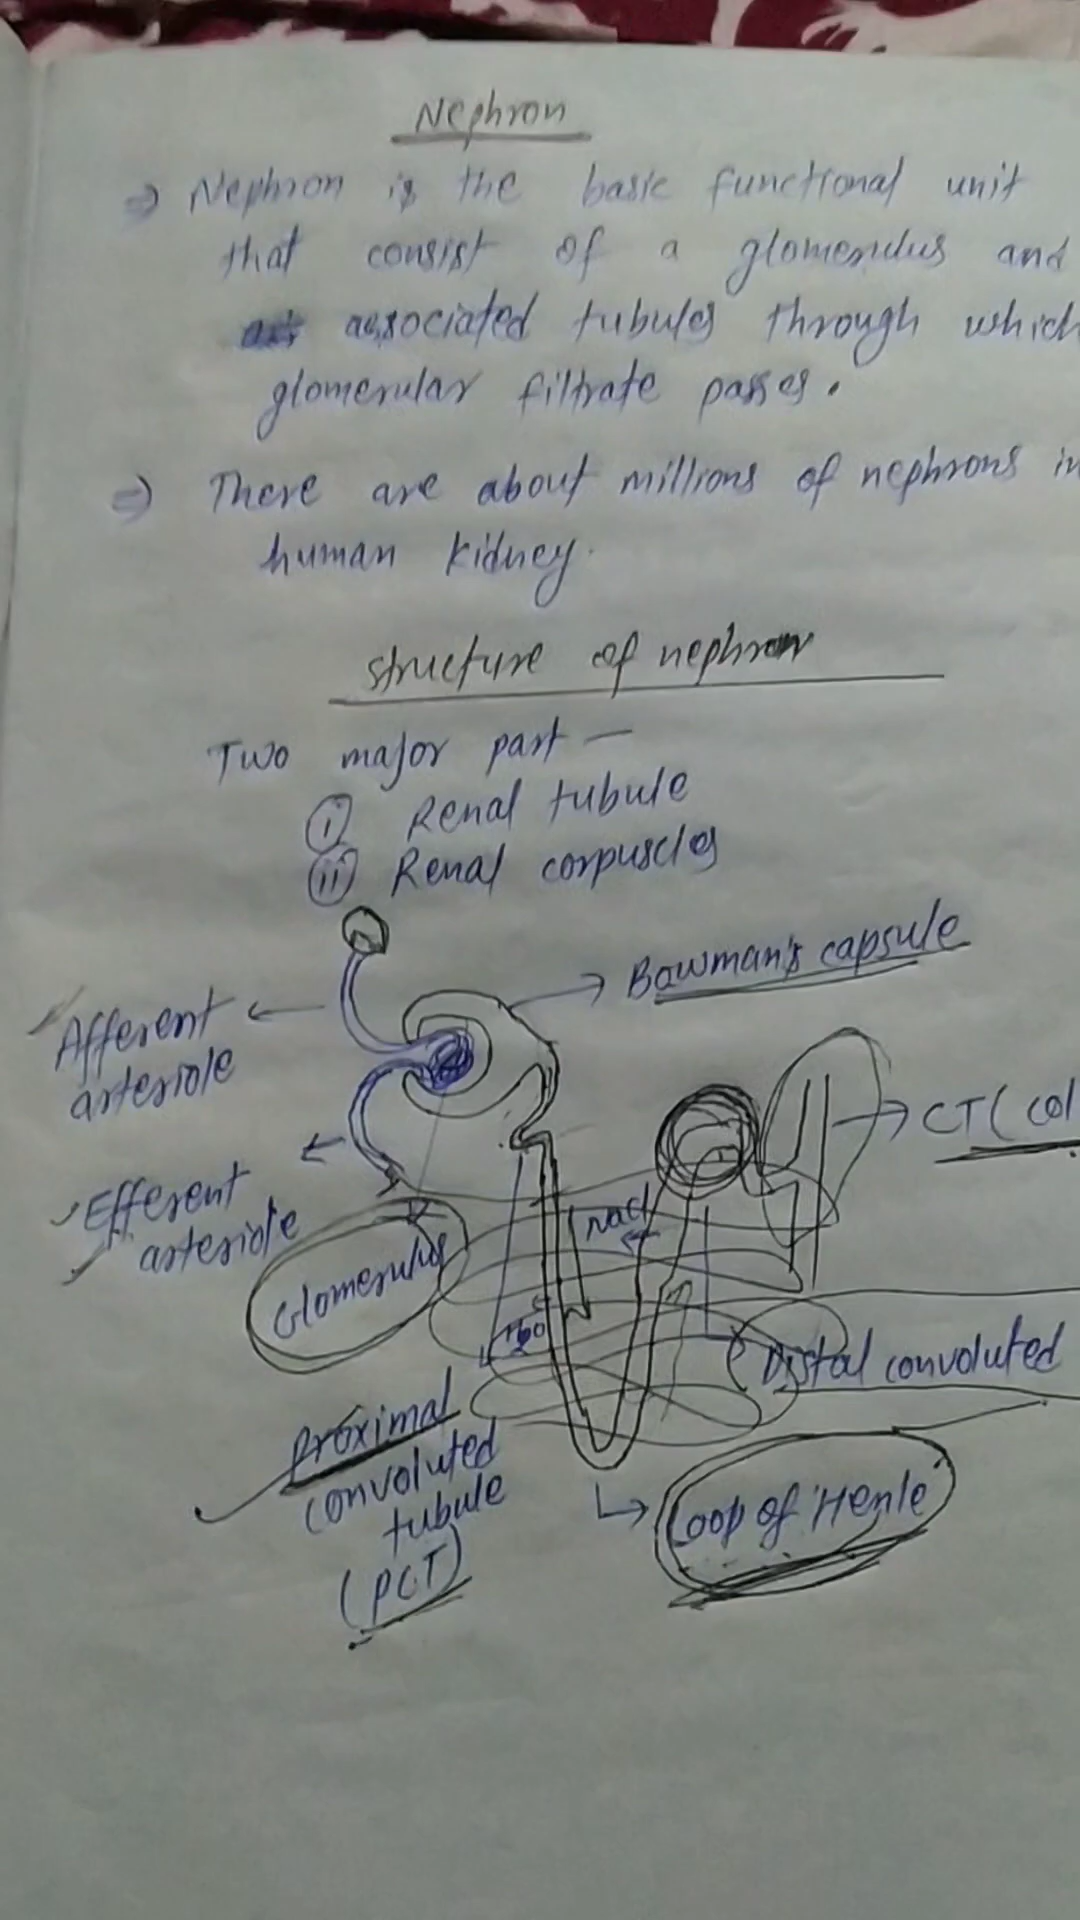 Nephron
⇒ Nephron is the basic functional unit
that consist of a glomerulus and
associated tubules through which
glomerular filtrate passes.
⇒ There are about millions of nephrons in
human kidney.
structure of nephron
Two major part —
(i) Renal tubule
(ii) Renal corpuscles
Bowman's capsule
Afferent
arteriole
CT (col
Efferent
arteriole
NaCl
Glomerulus
H2O
Distal convoluted
Proximal
convoluted
tubule
(PCT)
Loop of Henle